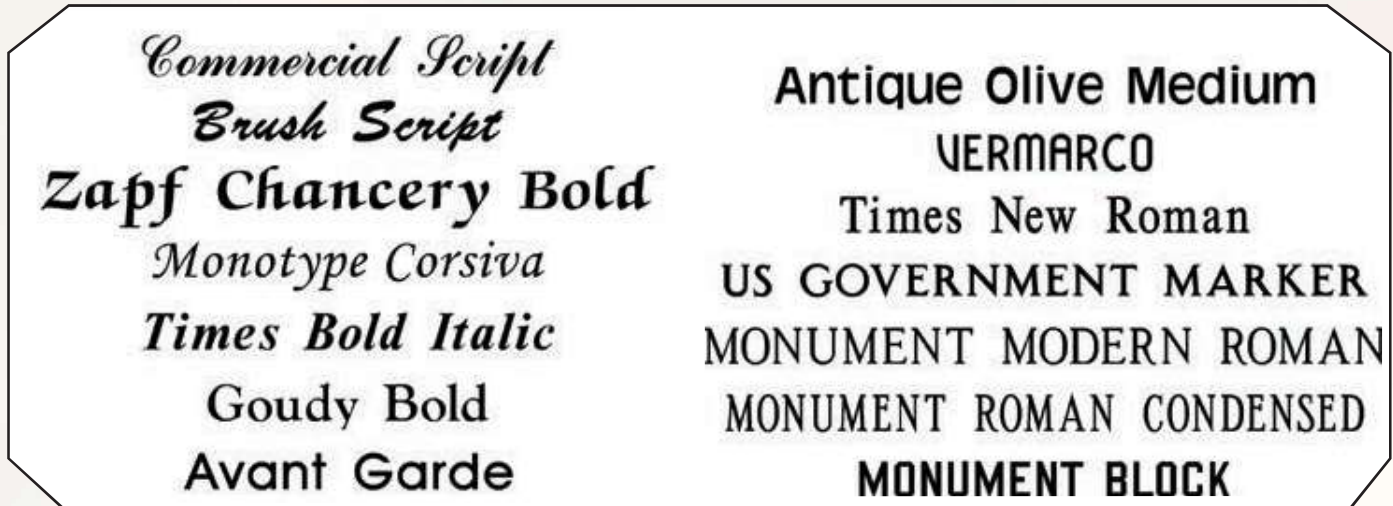 Commercial Script
Brush Script
Zapf Chancery Bold
Monotype Corsiva
Times Bold Italic
Goudy Bold
Avant Garde
Antique Olive Medium
VERMARCO
Times New Roman
US GOVERNMENT MARKER
MONUMENT MODERN ROMAN
MONUMENT ROMAN CONDENSED
MONUMENT BLOCK